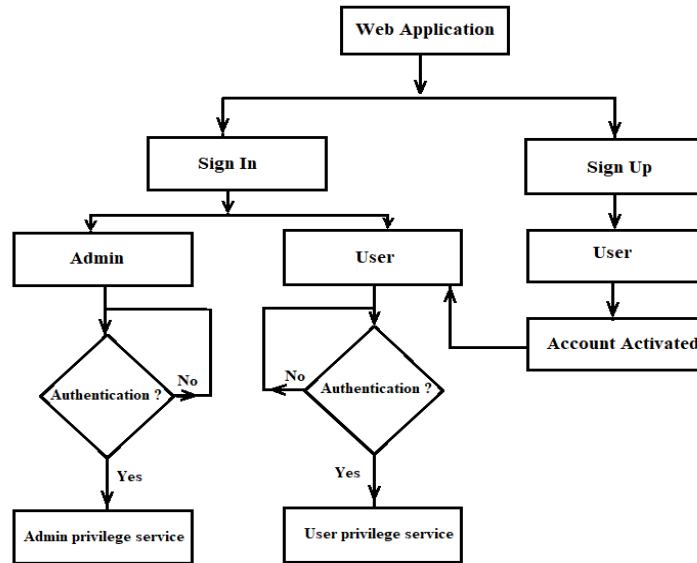 Web Application
Sign In
Sign Up
Admin
User
User
Account Activated
Authentication ?
No
Authentication ?
No
Yes
Yes
Admin privilege service
User privilege service